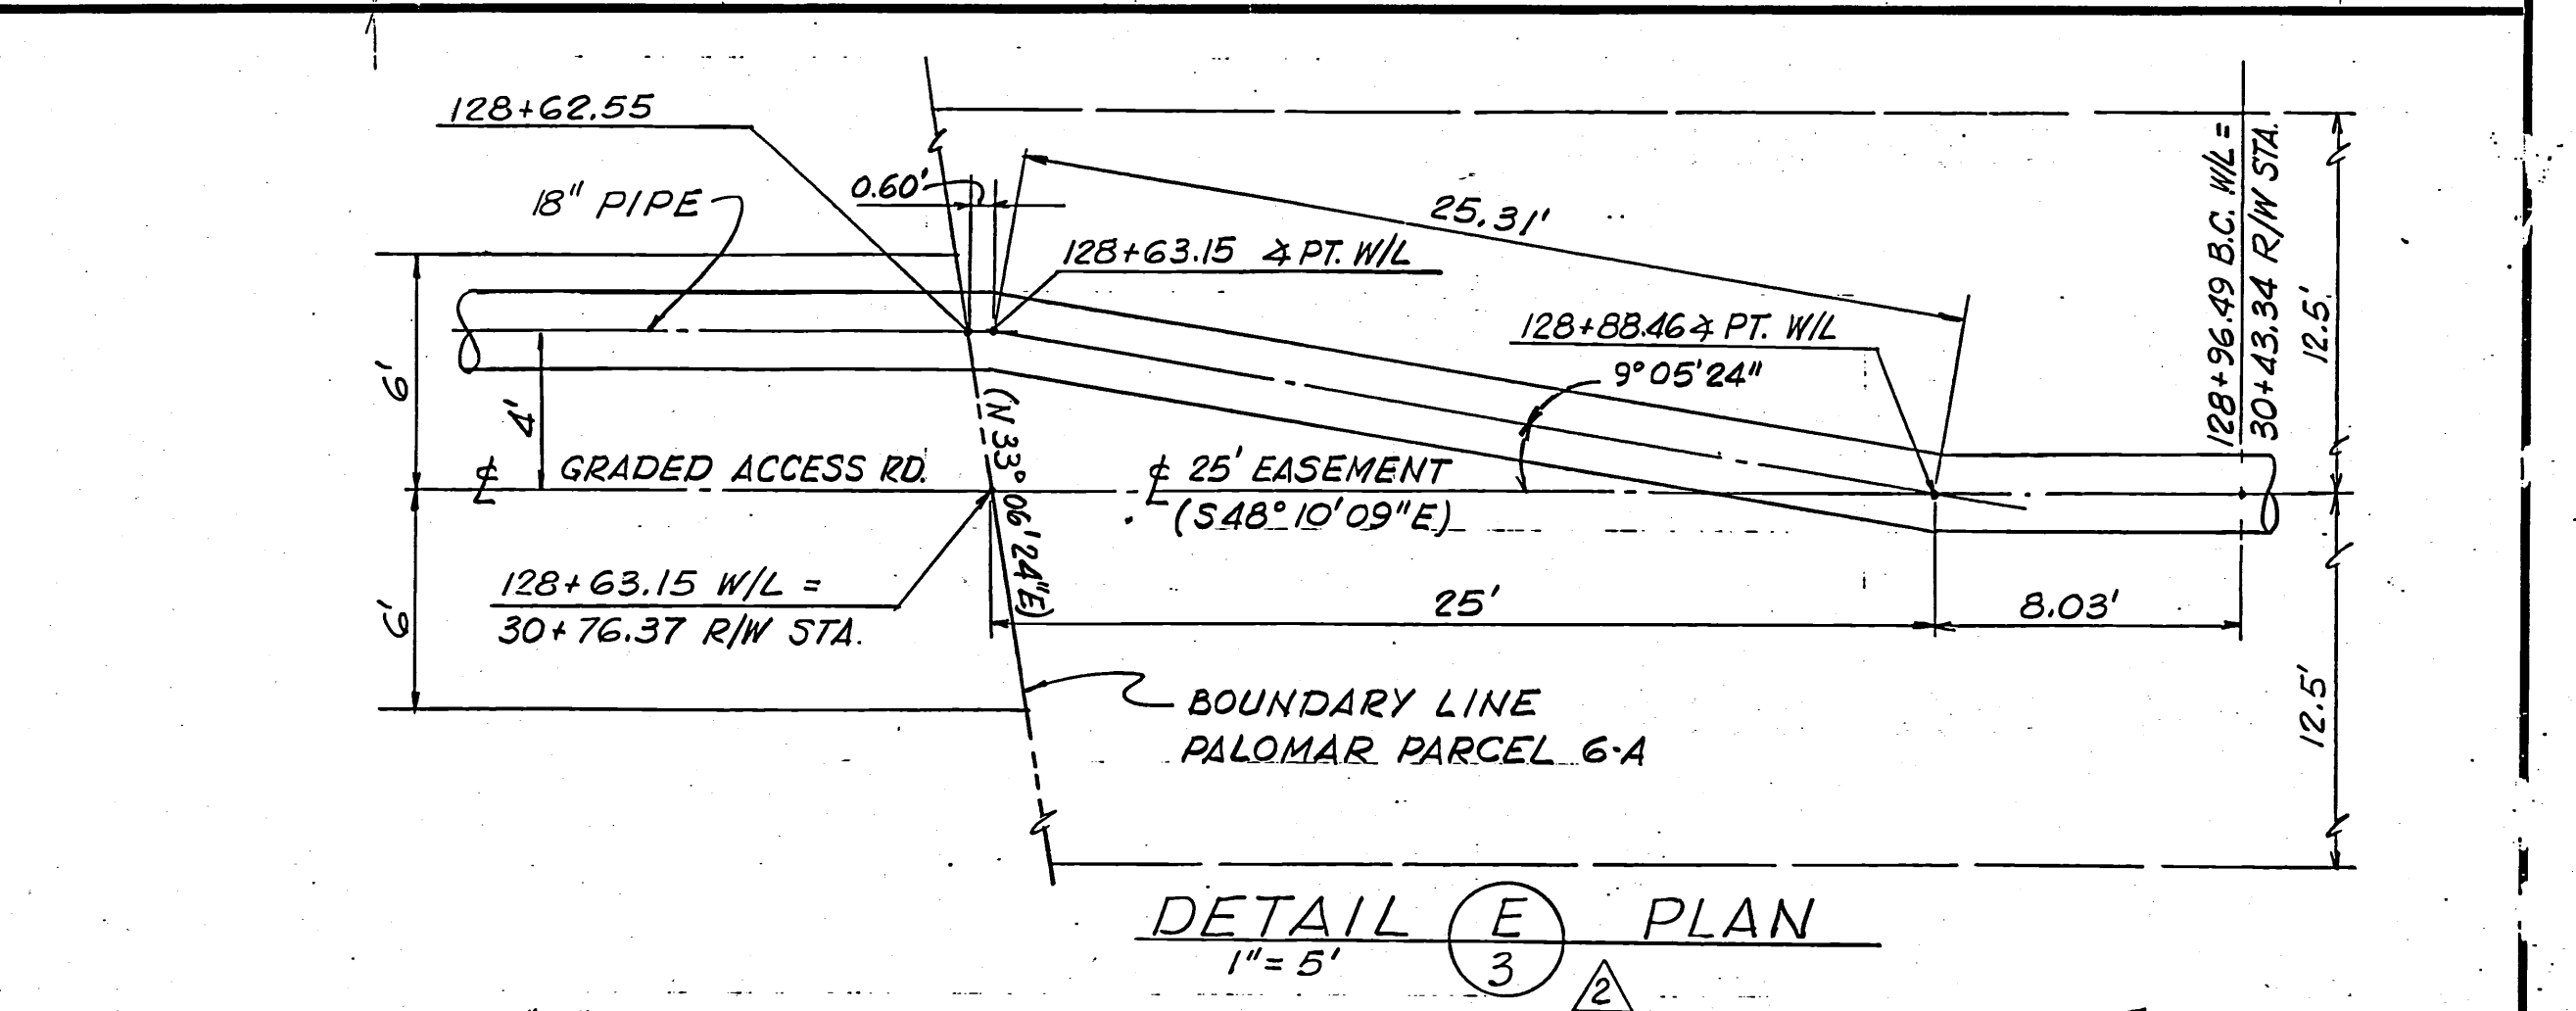 128+62.55
18" PIPE
0.60'
25.31'
128+63.15 ∡ PT. W/L
128+88.46 ∡ PT. W/L
9°05'24"
128+96.49 B.C. W/L =
30+43.34 R/W STA.
12.5'
6'
4'
℄ GRADED ACCESS RD.
(N 33° 06' 24" E)
℄ 25' EASEMENT
(S48°10'09"E)
128+63.15 W/L =
30+76.37 R/W STA.
6'
25'
8.03'
12.5'
BOUNDARY LINE
PALOMAR PARCEL 6-A
DETAIL E PLAN
1"=5' 3
2